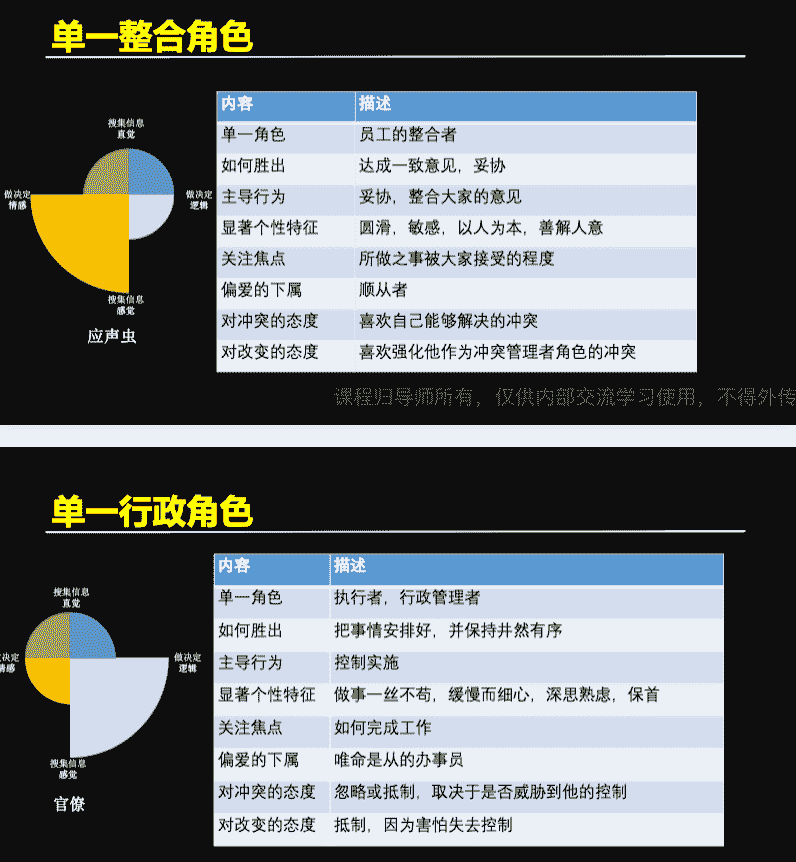 单一整合角色
搜集信息
直觉
做决定
情感
做决定
逻辑
搜集信息
感觉
应声虫
内容 描述
单一角色 员工的整合者
如何胜出 达成一致意见，妥协
主导行为 妥协，整合大家的意见
显著个性特征 圆滑，敏感，以人为本，善解人意
关注焦点 所做之事被大家接受的程度
偏爱的下属 顺从者
对冲突的态度 喜欢自己能够解决的冲突
对改变的态度 喜欢强化他作为冲突管理者角色的冲突
课程归导师所有，仅供内部交流学习使用，不得外传
单一行政角色
搜集信息
直觉
决定
情感
做决定
逻辑
搜集信息
感觉
官僚
内容 描述
单一角色 执行者，行政管理者
如何胜出 把事情安排好，并保持井然有序
主导行为 控制实施
显著个性特征 做事一丝不苟，缓慢而细心，深思熟虑，保首
关注焦点 如何完成工作
偏爱的下属 唯命是从的办事员
对冲突的态度 忽略或抵制，取决于是否威胁到他的控制
对改变的态度 抵制，因为害怕失去控制